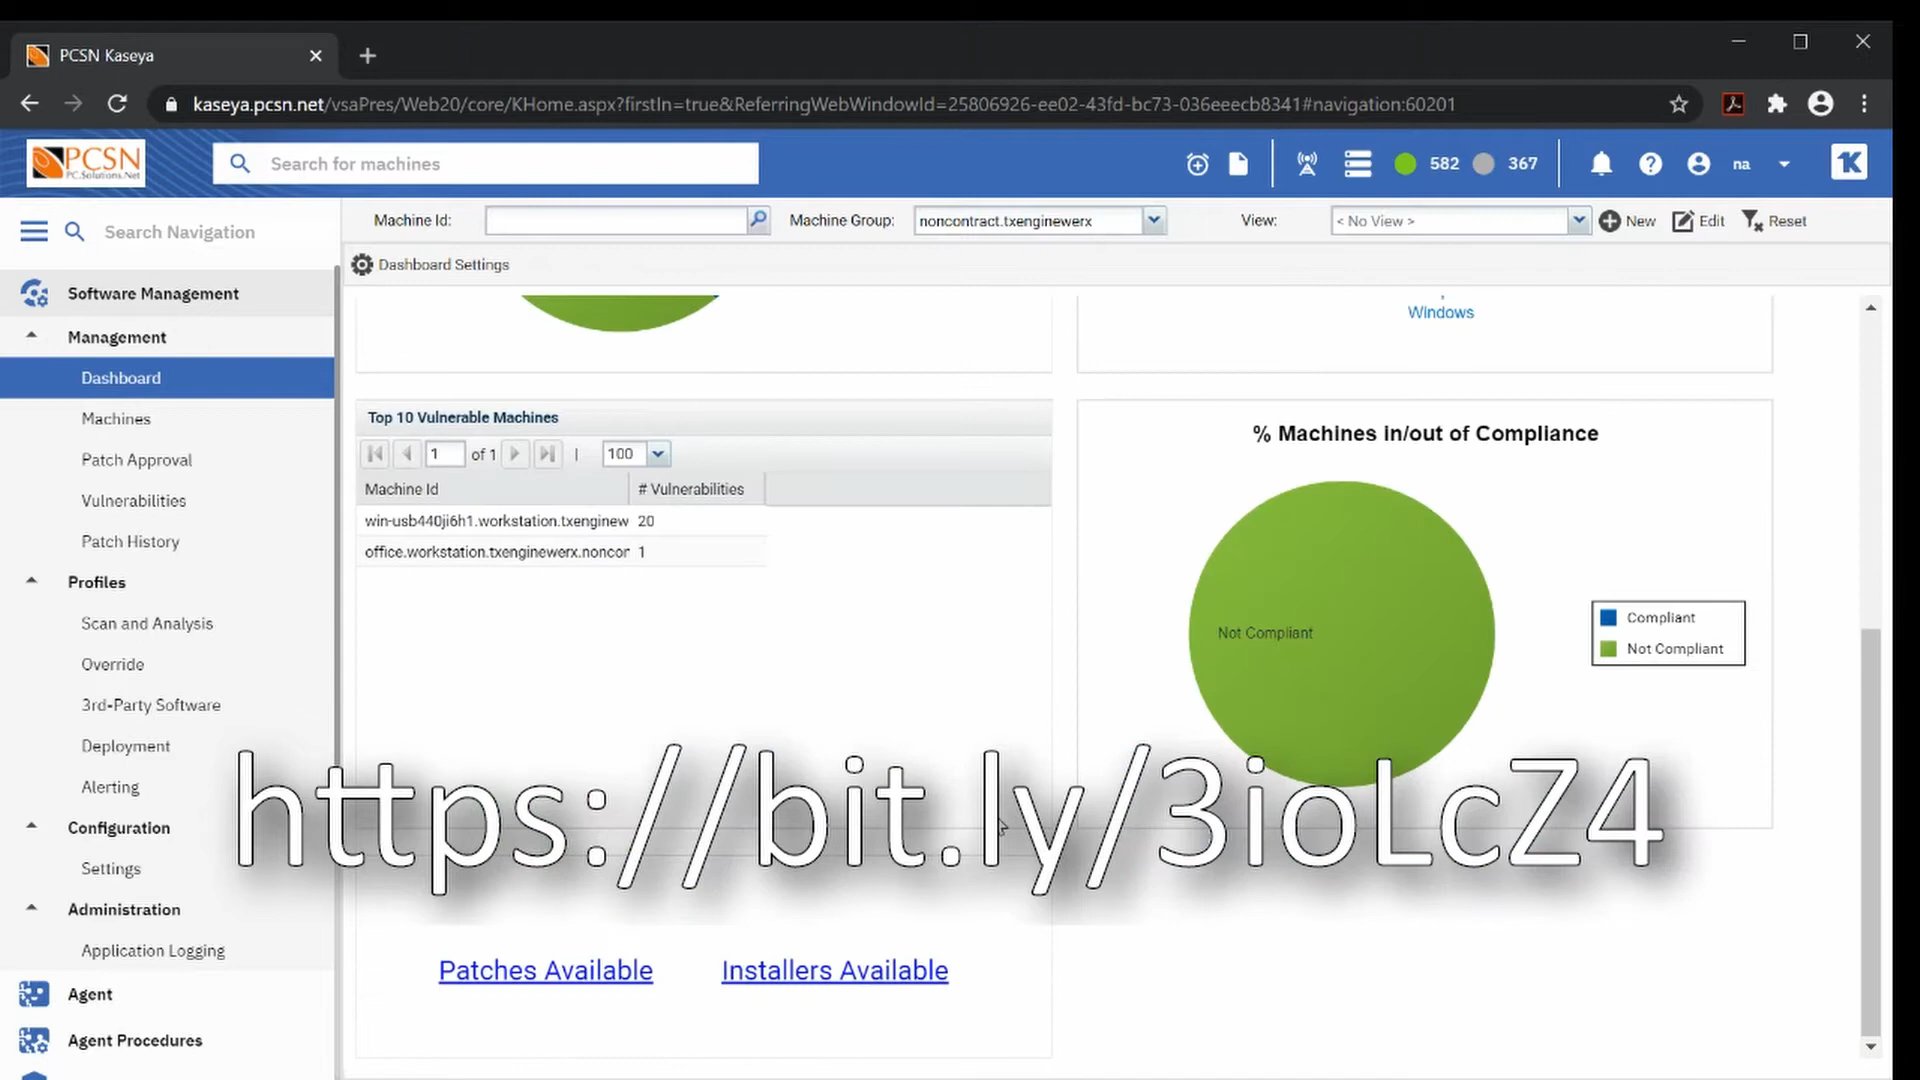 PCSN Kaseya
kaseya.pcsn.net/vsaPres/Web20/core/KHome.aspx?firstIn=true&ReferringWebWindowId=25806926-ee02-43fd-bc73-036eeecb8341#navigation:60201
PCSN
PC.Solutions.Net
Search for machines
582
367
na
K
Search Navigation
Machine Id:
Machine Group:
noncontract.txenginewerx
View:
< No View >
New
Edit
Reset
Dashboard Settings
Software Management
Management
Dashboard
Machines
Patch Approval
Vulnerabilities
Patch History
Profiles
Scan and Analysis
Override
3rd-Party Software
Deployment
Alerting
Configuration
Settings
Administration
Application Logging
Agent
Agent Procedures
Windows
Top 10 Vulnerable Machines
1 of 1 | 100
Machine Id # Vulnerabilities
win-usb440ji6h1.workstation.txenginew 20
office.workstation.txenginewerx.noncor 1
% Machines in/out of Compliance
Not Compliant
Compliant
Not Compliant
https://bit.ly/3ioLcZ4
Patches Available Installers Available